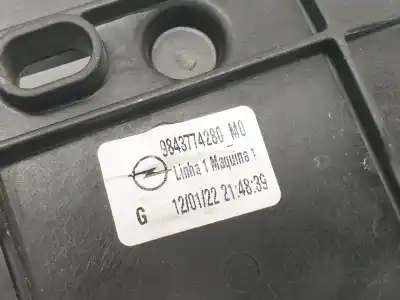 9843774280_M0
Linha 1 Maquina 1
G 12/01/22 21:48:39